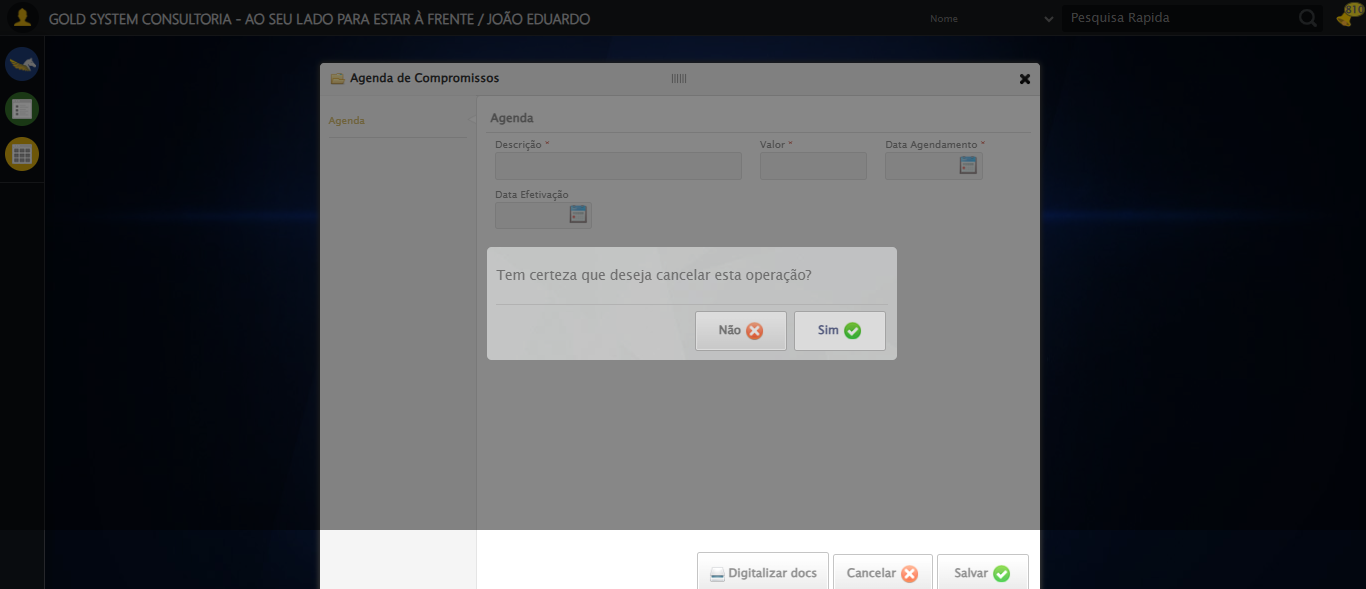 GOLD SYSTEM CONSULTORIA - AO SEU LADO PARA ESTAR À FRENTE / JOÃO EDUARDO
Nome
Pesquisa Rapida
810
Agenda de Compromissos
Agenda
Agenda
Descrição *
Valor *
Data Agendamento *
Data Efetivação
Tem certeza que deseja cancelar esta operação?
Não
Sim
Digitalizar docs
Cancelar
Salvar